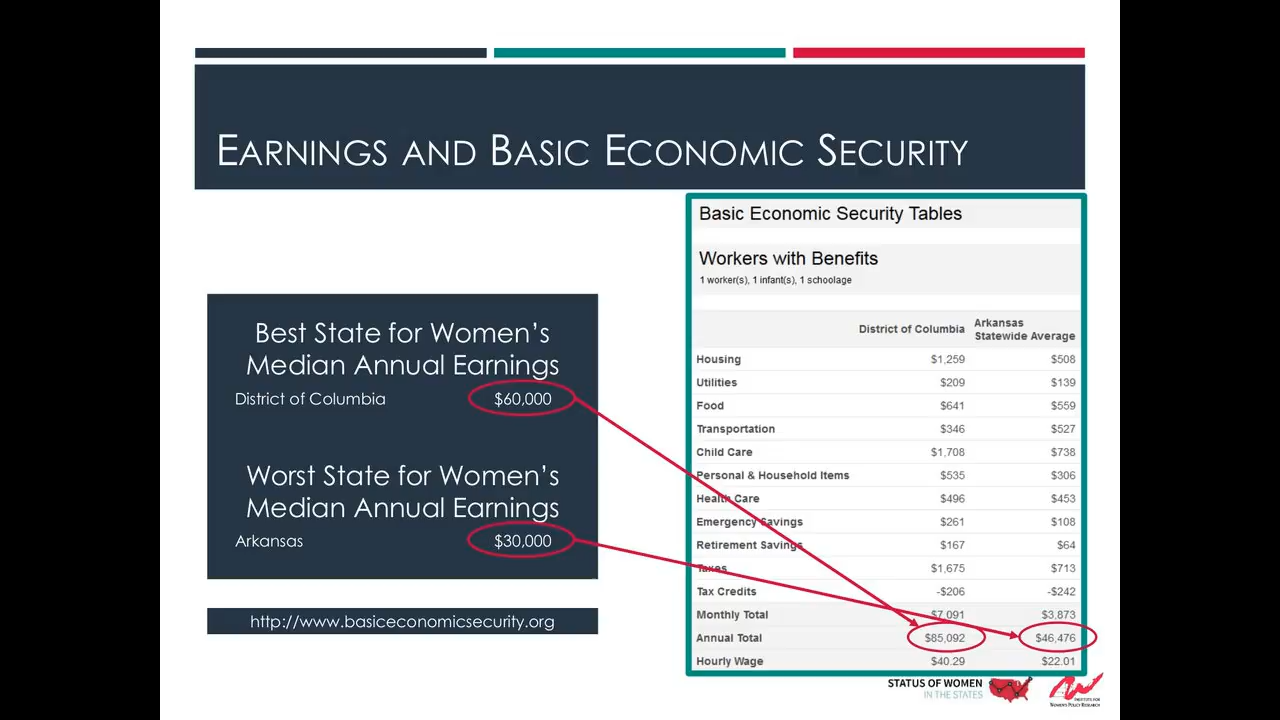 EARNINGS AND BASIC ECONOMIC SECURITY
Best State for Women's
Median Annual Earnings
District of Columbia $60,000
Worst State for Women's
Median Annual Earnings
Arkansas $30,000
http://www.basiceconomicsecurity.org
Basic Economic Security Tables
Workers with Benefits
1 worker(s), 1 infant(s), 1 schoolage
District of Columbia Arkansas
Statewide Average
Housing $1,259 $508
Utilities $209 $139
Food $641 $559
Transportation $346 $527
Child Care $1,708 $738
Personal & Household Items $535 $306
Health Care $496 $453
Emergency Savings $261 $108
Retirement Savings $167 $64
Taxes $1,675 $713
Tax Credits -$206 -$242
Monthly Total $7,091 $3,873
Annual Total $85,092 $46,476
Hourly Wage $40.29 $22.01
STATUS OF WOMEN
IN THE STATES
INSTITUTE FOR
WOMEN'S POLICY RESEARCH